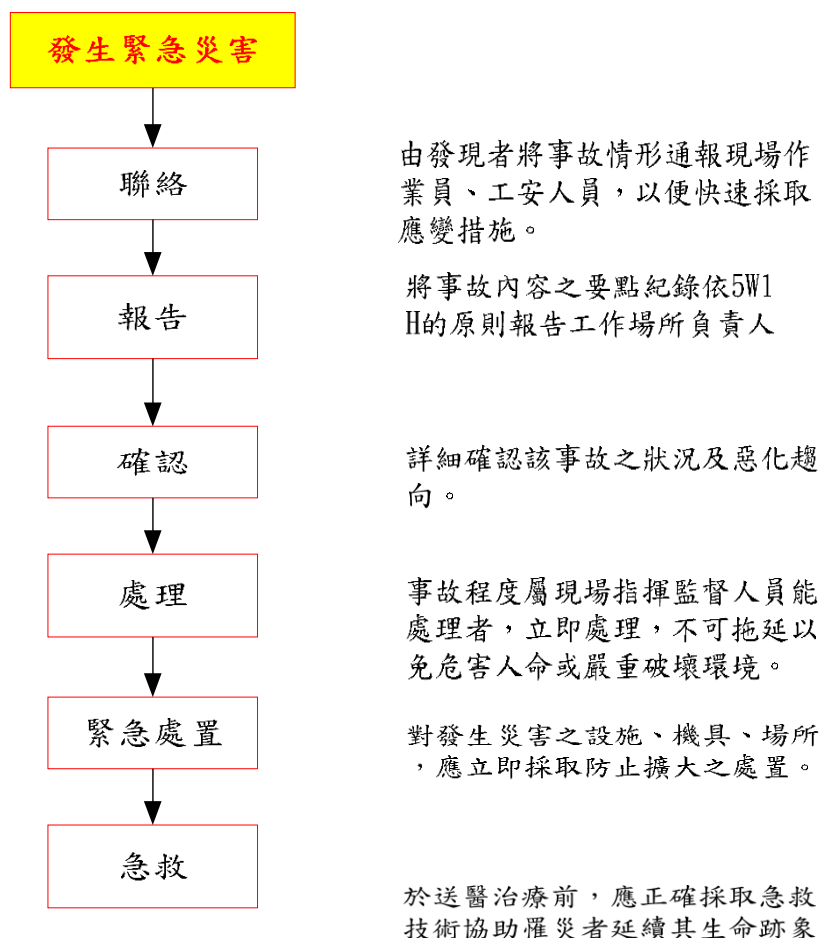 發生緊急災害
聯絡
由發現者將事故情形通報現場作
業員、工安人員，以便快速採取
應變措施。
報告
將事故內容之要點紀錄依5W1
H的原則報告工作場所負責人
確認
詳細確認該事故之狀況及惡化趨
向。
處理
事故程度屬現場指揮監督人員能
處理者，立即處理，不可拖延以
免危害人命或嚴重破壞環境。
緊急處置
對發生災害之設施、機具、場所
，應立即採取防止擴大之處置。
急救
於送醫治療前，應正確採取急救
技術協助罹災者延續其生命跡象